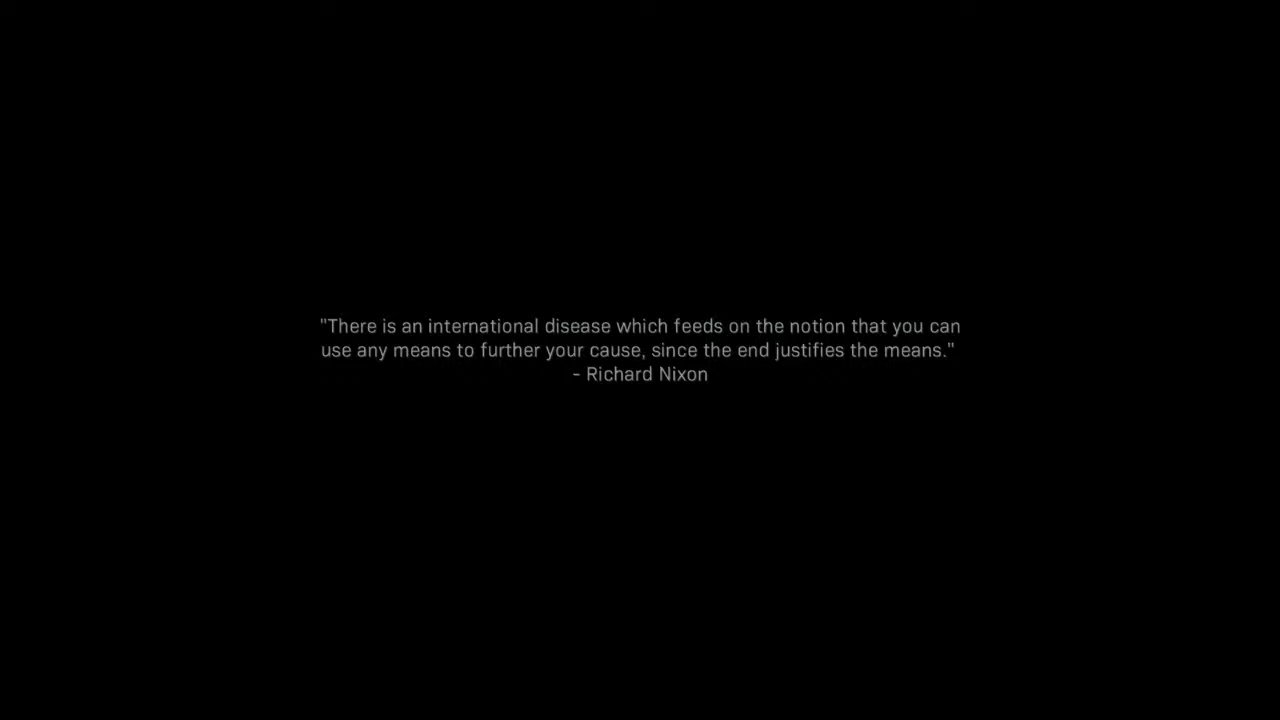 "There is an international disease which feeds on the notion that you can
use any means to further your cause, since the end justifies the means."
- Richard Nixon